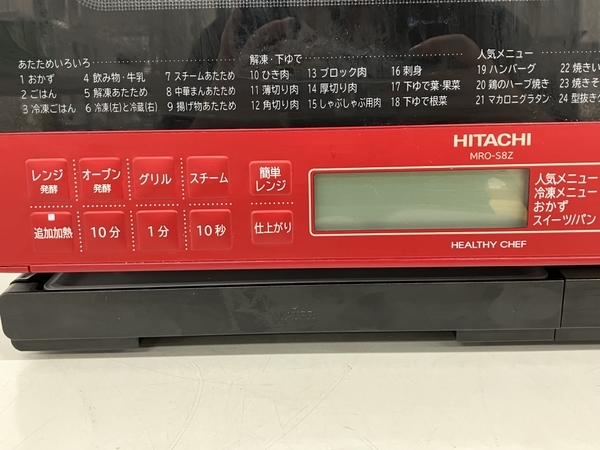 あたためいろいろ
1 おかず 4 飲み物・牛乳 7 スチームあたため
2 ごはん 5 解凍あたため 8 中華まんあたため
3 冷凍ごはん 6 冷凍(左)と冷蔵(右) 9 揚げ物あたため
解凍・下ゆで
10 ひき肉 13 ブロック肉 16 刺身
11 薄切り肉 14 厚切り肉 17 下ゆで葉・果菜
12 角切り肉 15 しゃぶしゃぶ用肉 18 下ゆで根菜
人気メニュー
19 ハンバーグ 22 焼きい
20 鶏のハーブ焼き 23 焼きそ
21 マカロニグラタン 24 型抜き
HITACHI
MRO-S8Z
レンジ 発酵
オーブン 発酵
グリル
スチーム
簡単 レンジ
追加加熱
10分
1分
10秒
仕上がり
人気メニュー
冷凍メニュー
おかず
スイーツ/パン
HEALTHY CHEF